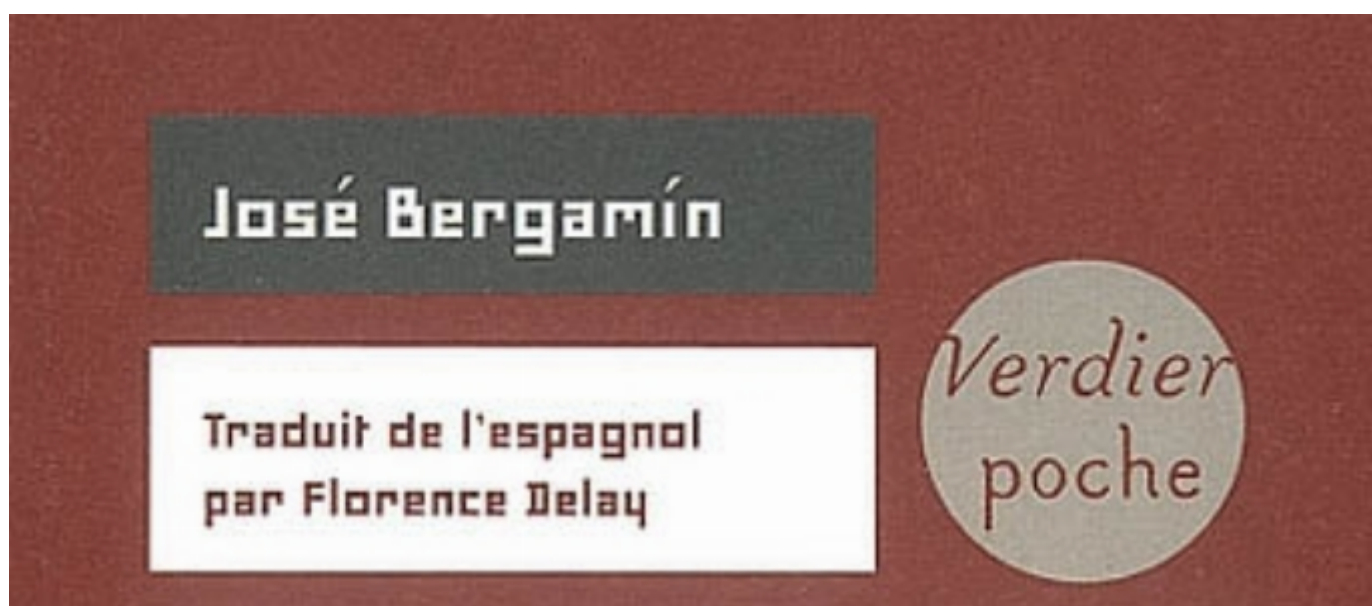 José Bergamín
Traduit de l'espagnol
par Florence Delay
Verdier
poche